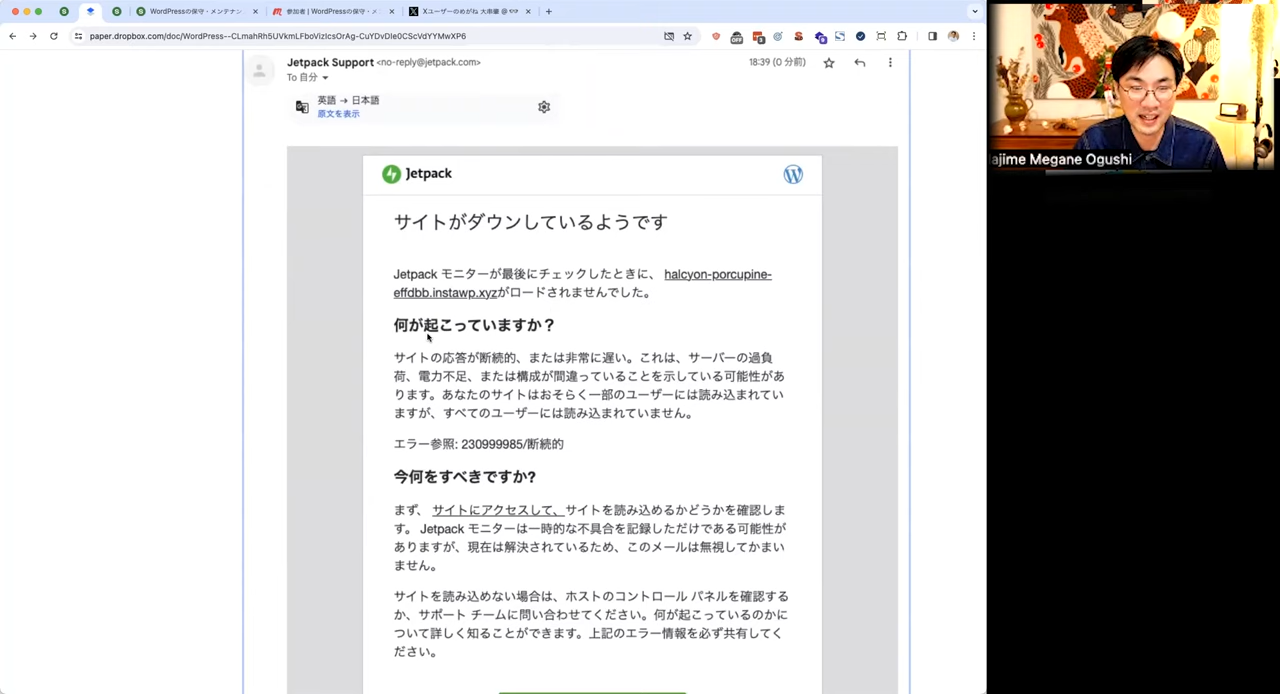 WordPressの保守・メンテナン
参加者 | WordPressの保守・メ
Xユーザーのめがね 大串肇 @
paper.dropbox.com/doc/WordPress--CLmahRh5UVkmLFboVizIcsOrAg-CuYDvDIe0CScVdYYMwXP6
Jetpack Support <no-reply@jetpack.com>
18:39 (0 分前)
To 自分
英語 → 日本語
原文を表示
Jetpack
サイトがダウンしているようです
Jetpack モニターが最後にチェックしたときに、 halcyon-porcupine-
effdbb.instawp.xyzがロードされませんでした。
何が起こっていますか？
サイトの応答が断続的、または非常に遅い。これは、サーバーの過負
荷、電力不足、または構成が間違っていることを示している可能性があ
ります。あなたのサイトはおそらく一部のユーザーには読み込まれてい
ますが、すべてのユーザーには読み込まれていません。
エラー参照: 230999985/断続的
今何をすべきですか?
まず、 サイトにアクセスして、サイトを読み込めるかどうかを確認しま
す。 Jetpack モニターは一時的な不具合を記録しただけである可能性が
ありますが、現在は解決されているため、このメールは無視してかまい
ません。
サイトを読み込めない場合は、ホストのコントロール パネルを確認する
か、サポート チームに問い合わせてください。何が起こっているのかに
ついて詳しく知ることができます。上記のエラー情報を必ず共有してく
ださい。
ajime Megane Ogushi